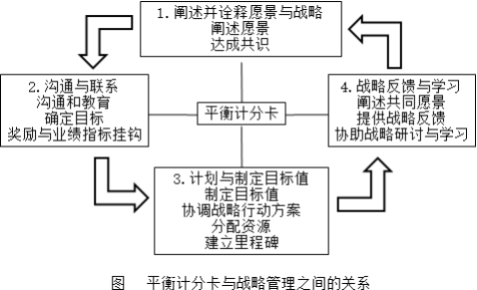 1.阐述并诠释愿景与战略
阐述愿景
达成共识
2.沟通与联系
沟通和教育
确定目标
奖励与业绩指标挂钩
平衡计分卡
4.战略反馈与学习
阐述共同愿景
提供战略反馈
协助战略研讨与学习
3.计划与制定目标值
制定目标值
协调战略行动方案
分配资源
建立里程碑
图 平衡计分卡与战略管理之间的关系